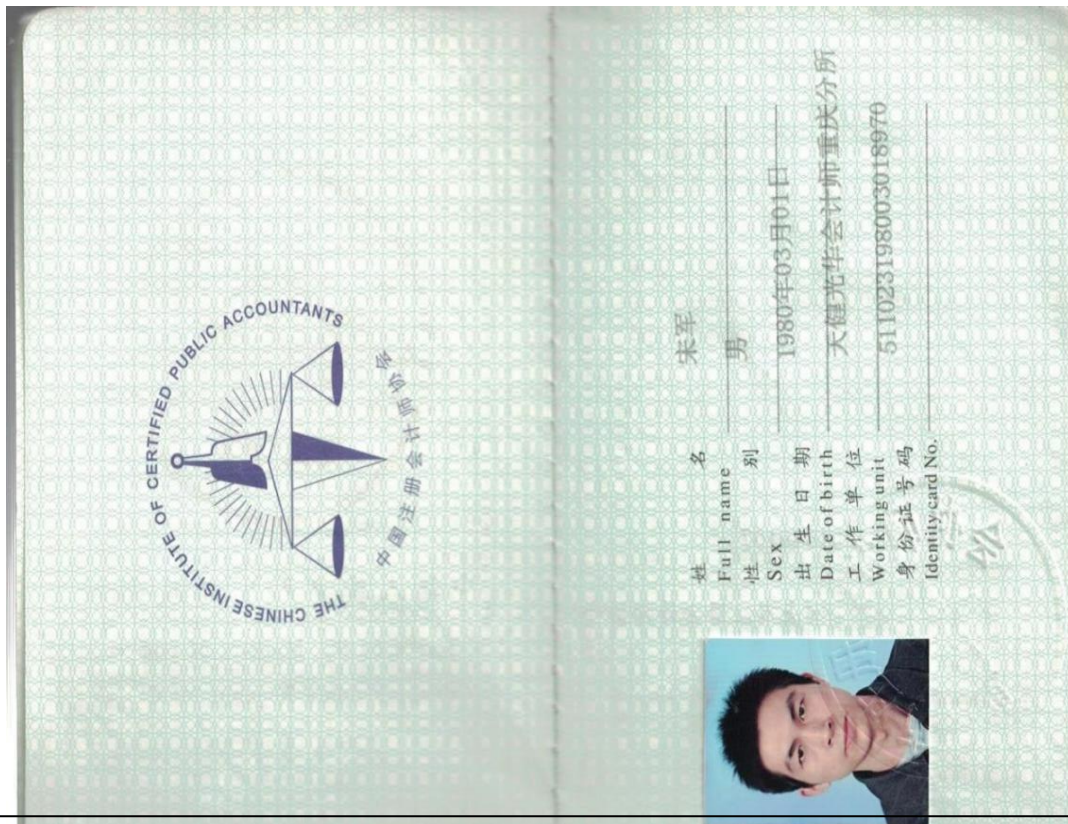 THE CHINESE INSTITUTE OF CERTIFIED PUBLIC ACCOUNTANTS
中国注册会计师协会
姓 名 宋军
Full name
性 别 男
Sex
出生日期 1980年03月01日
Date of birth
工作单位 天健光华会计师重庆分所
Working unit
身份证号码 511023198003018970
Identity card No.